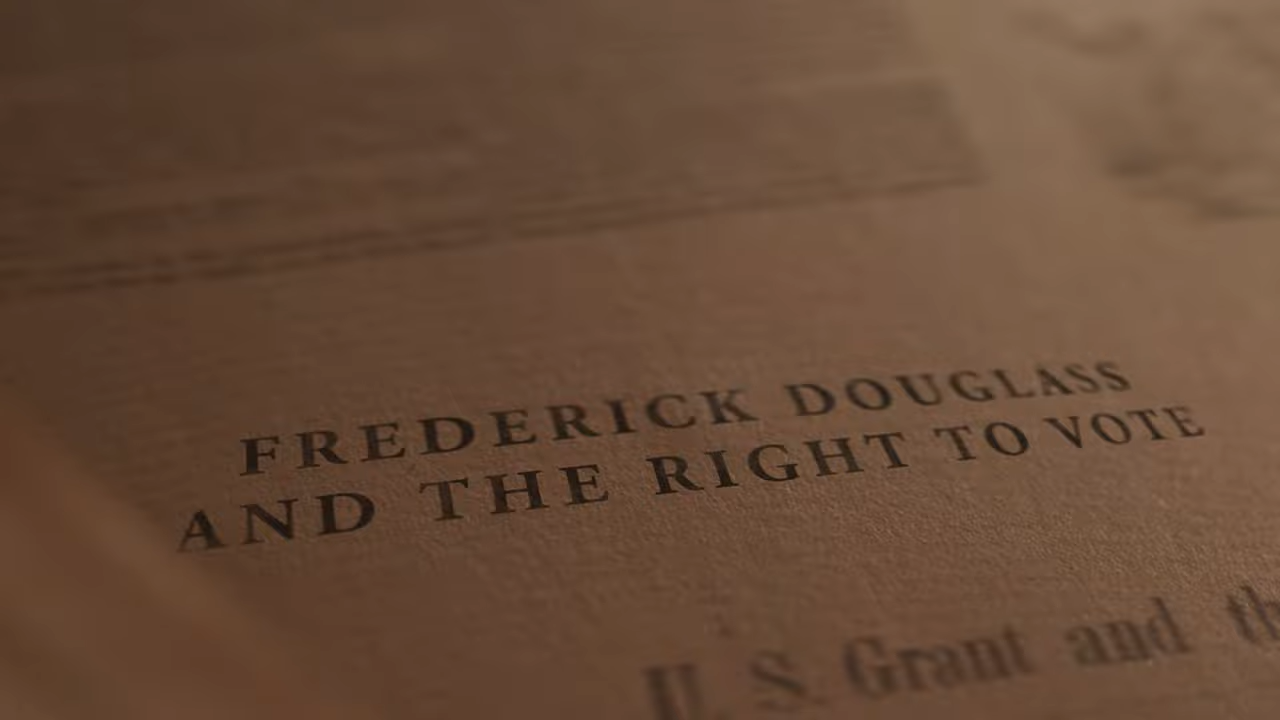 FREDERICK DOUGLASS
AND THE RIGHT TO VOTE
U. S. Grant and